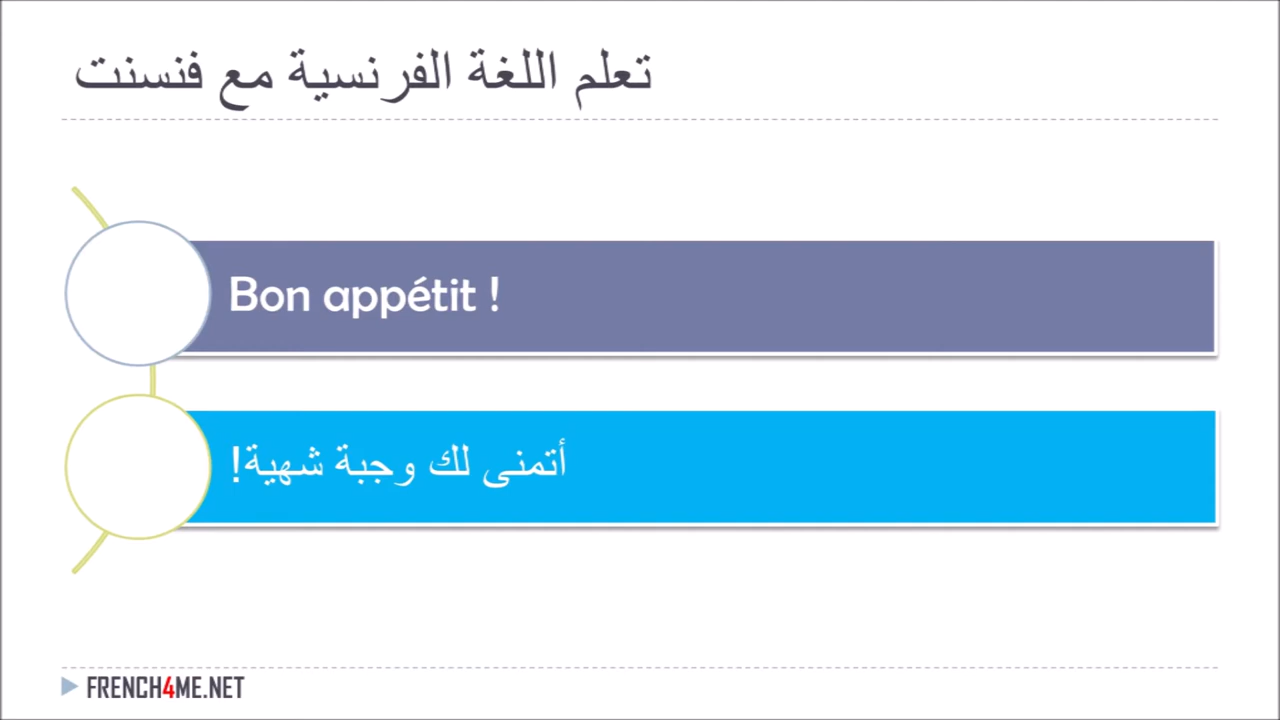 تعلم اللغة الفرنسية مع فنسنت
Bon appétit !
أتمنى لك وجبة شهية!
FRENCH4ME.NET